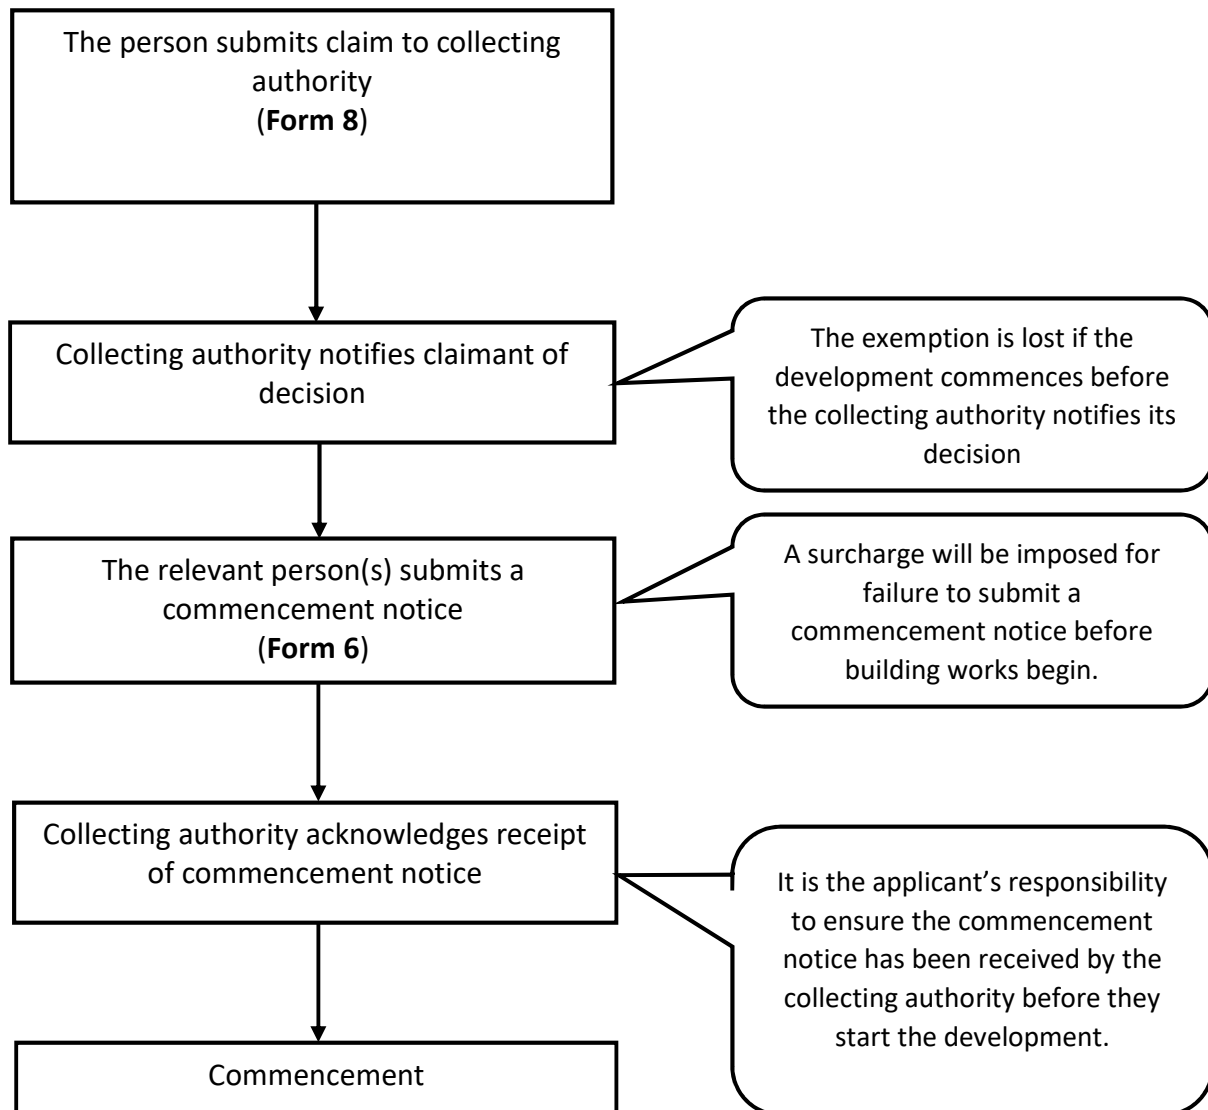 The person submits claim to collecting
authority
(Form 8)
Collecting authority notifies claimant of
decision
The exemption is lost if the
development commences before
the collecting authority notifies its
decision
The relevant person(s) submits a
commencement notice
(Form 6)
A surcharge will be imposed for
failure to submit a
commencement notice before
building works begin.
Collecting authority acknowledges receipt
of commencement notice
It is the applicant’s responsibility
to ensure the commencement
notice has been received by the
collecting authority before they
start the development.
Commencement